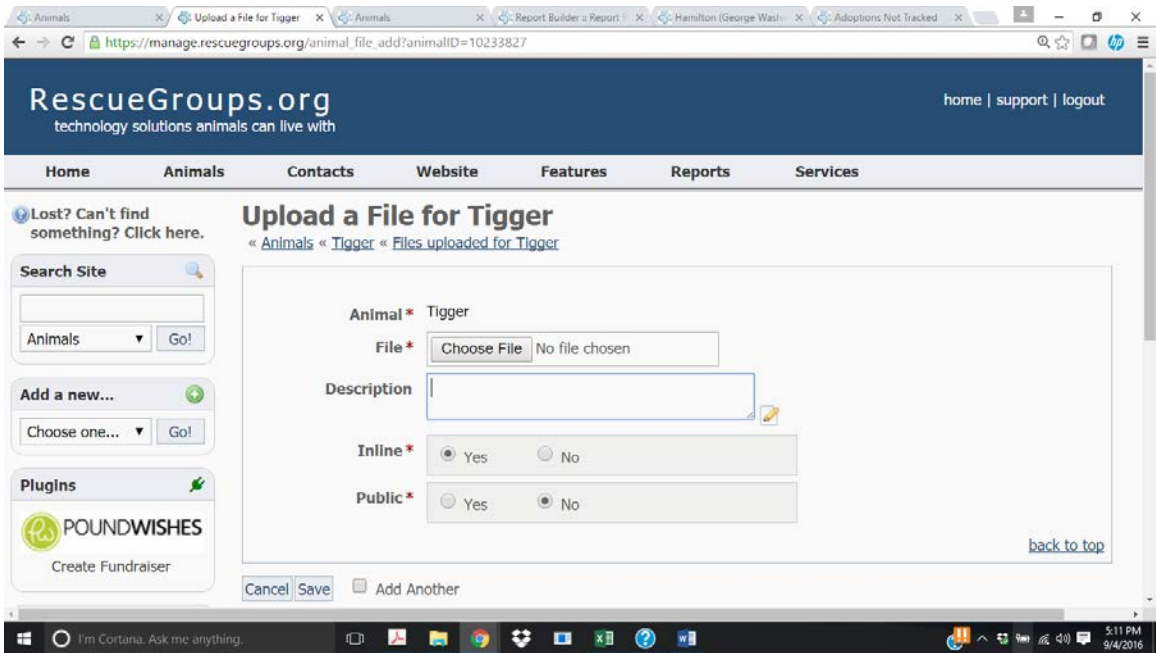 Animals
Upload a File for Tigger
Animals
Report Builder :: Report
Hamilton (George Wash
Adoptions Not Tracked
https://manage.rescuegroups.org/animal_file_add?animalID=10233827
RescueGroups.org
home | support | logout
technology solutions animals can live with
Home Animals Contacts Website Features Reports Services
Lost? Can't find
something? Click here.
Upload a File for Tigger
« Animals « Tigger « Files uploaded for Tigger
Search Site
Animals Go!
Add a new...
Choose one... Go!
Plugins
POUNDWISHES
Create Fundraiser
Animal* Tigger
File* Choose File No file chosen
Description
Inline* Yes No
Public* Yes No
back to top
Cancel Save Add Another
I'm Cortana. Ask me anything.
5:11 PM
9/4/2016